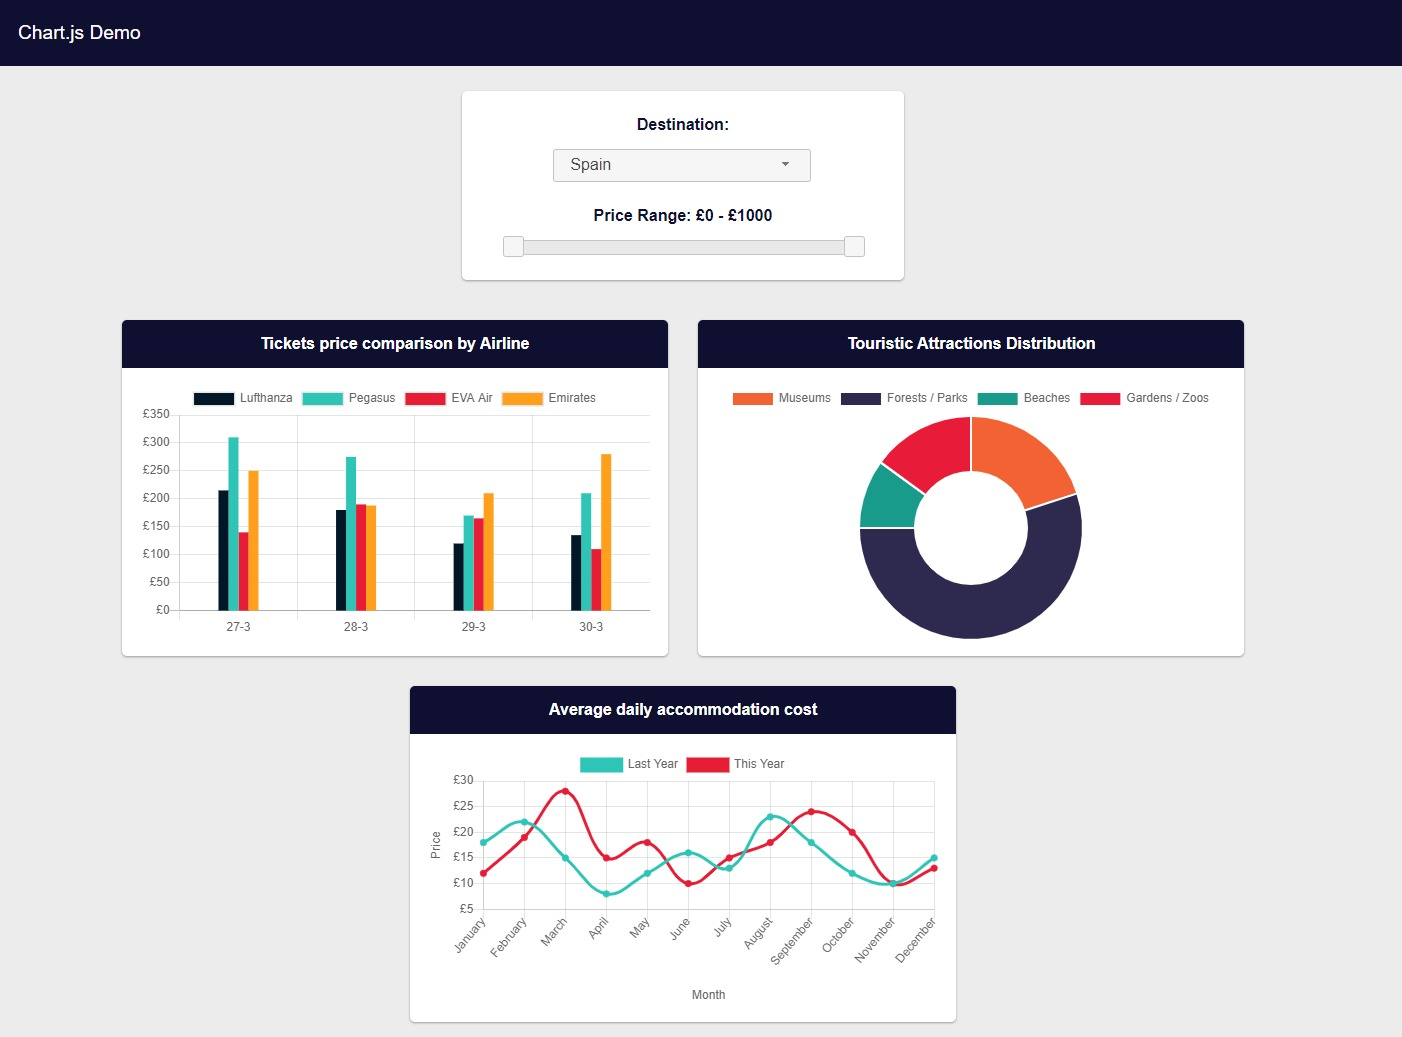 Chart.js Demo
Destination:
Spain
Price Range: £0 - £1000
Tickets price comparison by Airline
Lufthanza Pegasus EVA Air Emirates
£350
£300
£250
£200
£150
£100
£50
£0
27-3 28-3 29-3 30-3
Touristic Attractions Distribution
Museums Forests / Parks Beaches Gardens / Zoos
Average daily accommodation cost
Last Year This Year
Price
£30
£25
£20
£15
£10
£5
January February March April May June July August September October November December
Month